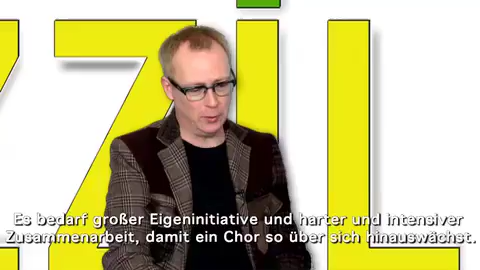 Es bedarf großer Eigeninitiative und harter und intensiver
Zusammenarbeit, damit ein Chor so über sich hinauswächst.